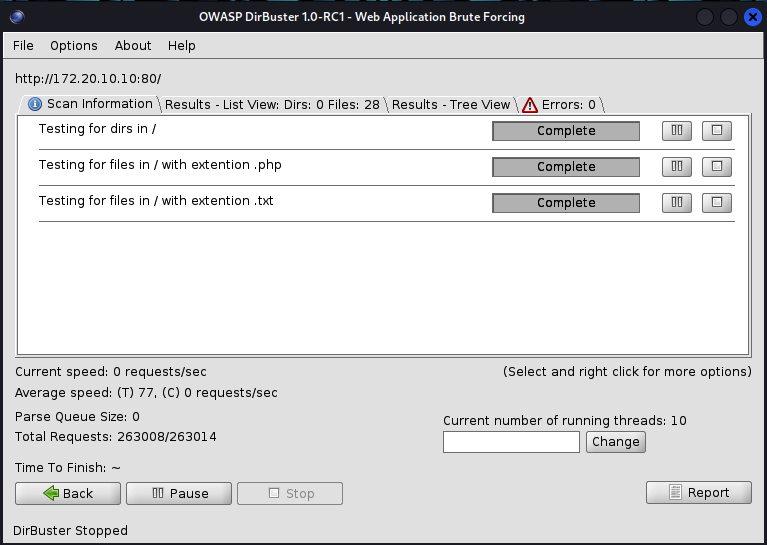 OWASP DirBuster 1.0-RC1 - Web Application Brute Forcing
File Options About Help
http://172.20.10.10:80/
Scan Information Results - List View: Dirs: 0 Files: 28 Results - Tree View Errors: 0
Testing for dirs in / Complete
Testing for files in / with extention .php Complete
Testing for files in / with extention .txt Complete
Current speed: 0 requests/sec (Select and right click for more options)
Average speed: (T) 77, (C) 0 requests/sec
Parse Queue Size: 0
Current number of running threads: 10
Total Requests: 263008/263014
Change
Time To Finish: ~
Back Pause Stop Report
DirBuster Stopped